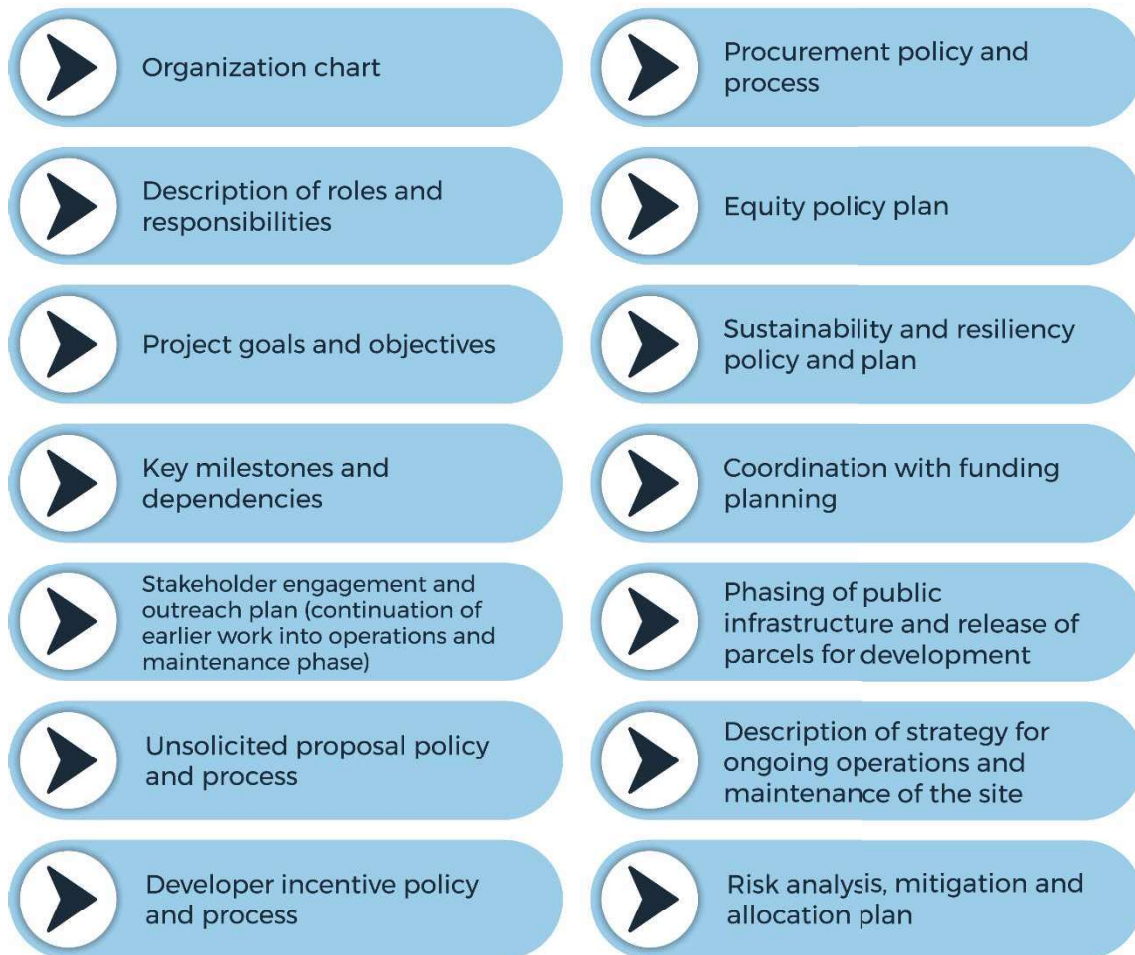 Organization chart
Description of roles and
responsibilities
Project goals and objectives
Key milestones and
dependencies
Stakeholder engagement and
outreach plan (continuation of
earlier work into operations and
maintenance phase)
Unsolicited proposal policy
and process
Developer incentive policy
and process
Procurement policy and
process
Equity policy plan
Sustainability and resiliency
policy and plan
Coordination with funding
planning
Phasing of public
infrastructure and release of
parcels for development
Description of strategy for
ongoing operations and
maintenance of the site
Risk analysis, mitigation and
allocation plan